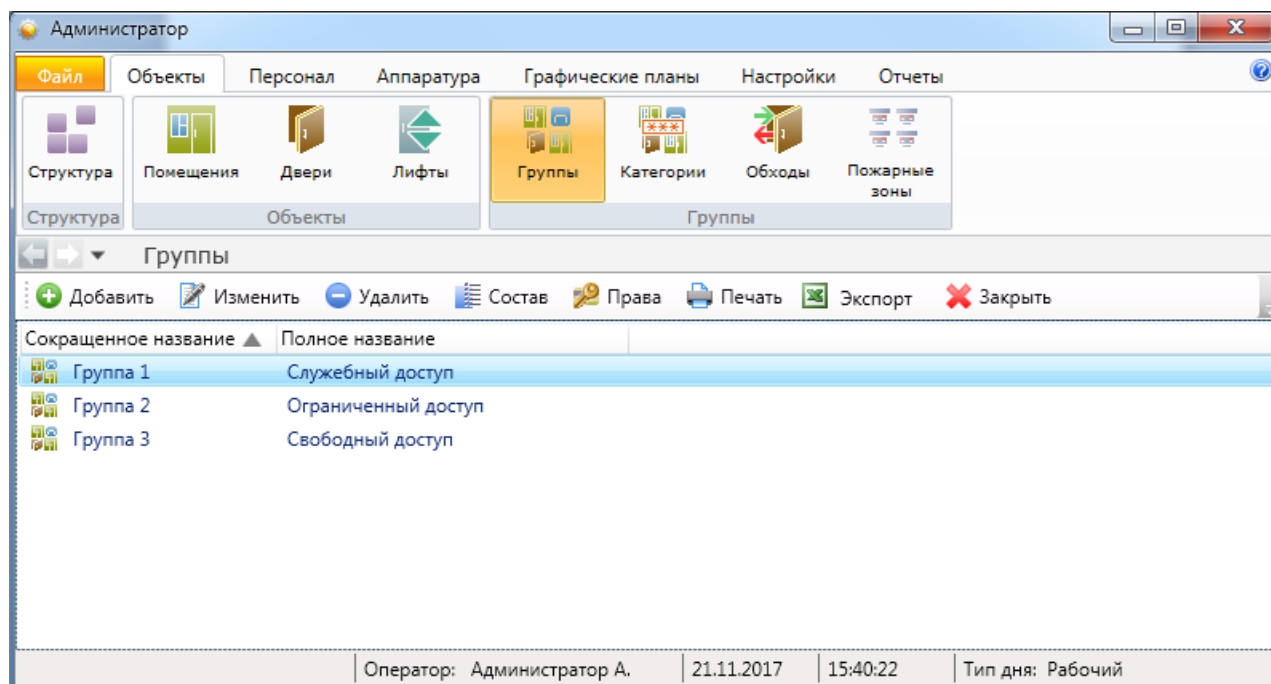 Администратор
Файл Объекты Персонал Аппаратура Графические планы Настройки Отчеты
Структура Помещения Двери Лифты Группы Категории Обходы Пожарные зоны
Структура Объекты Группы
Группы
Добавить Изменить Удалить Состав Права Печать Экспорт Закрыть
Сокращенное название Полное название
Группа 1 Служебный доступ
Группа 2 Ограниченный доступ
Группа 3 Свободный доступ
Оператор: Администратор А. 21.11.2017 15:40:22 Тип дня: Рабочий